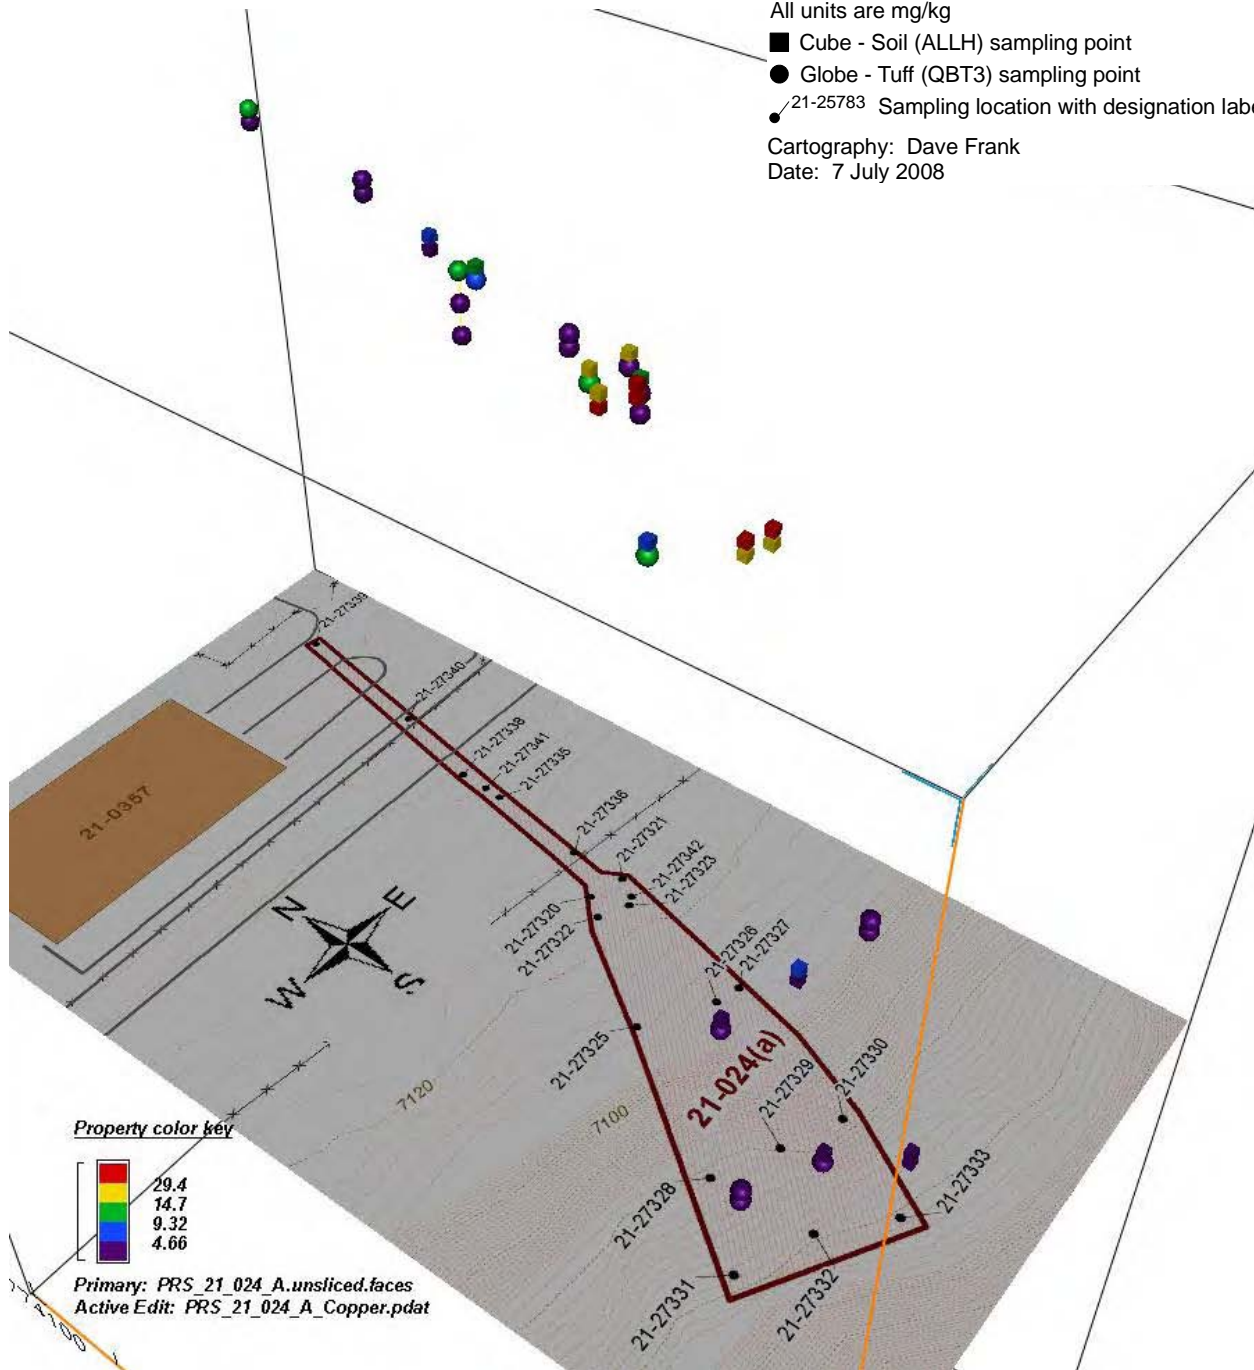 All units are mg/kg
Cube - Soil (ALLH) sampling point
Globe - Tuff (QBT3) sampling point
21-25783 Sampling location with designation labe
Cartography: Dave Frank
Date: 7 July 2008
21-27339
21-27340
21-27338
21-27341
21-27335
21-0357
21-27336
21-27321
21-27342
21-27323
N
E
W
S
21-27320
21-27322
21-27326
21-27327
21-27325
21-024(a)
21-27329
21-27330
7120
7100
21-27328
21-27333
21-27331
21-27332
Property color key
29.4
14.7
9.32
4.66
Primary: PRS_21_024_A.unsliced.faces
Active Edit: PRS_21_024_A_Copper.pdat